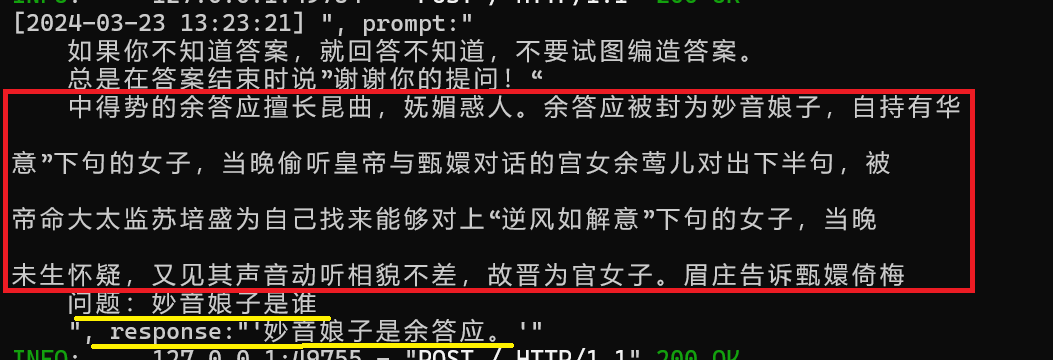 INFO: 127.0.0.1:49754 - "POST / HTTP/1.1" 200 OK
[2024-03-23 13:23:21] ", prompt:"
如果你不知道答案，就回答不知道，不要试图编造答案。
总是在答案结束时说”谢谢你的提问！“
中得势的余答应擅长昆曲，妩媚惑人。余答应被封为妙音娘子，自持有华
意”下句的女子，当晚偷听皇帝与甄嬛对话的宫女余莺儿对出下半句，被
帝命大太监苏培盛为自己找来能够对上“逆风如解意”下句的女子，当晚
未生怀疑，又见其声音动听相貌不差，故晋为官女子。眉庄告诉甄嬛倚梅
问题：妙音娘子是谁
", response:"'妙音娘子是余答应。'"
INFO: 127.0.0.1:49755 - "POST / HTTP/1.1" 200 OK